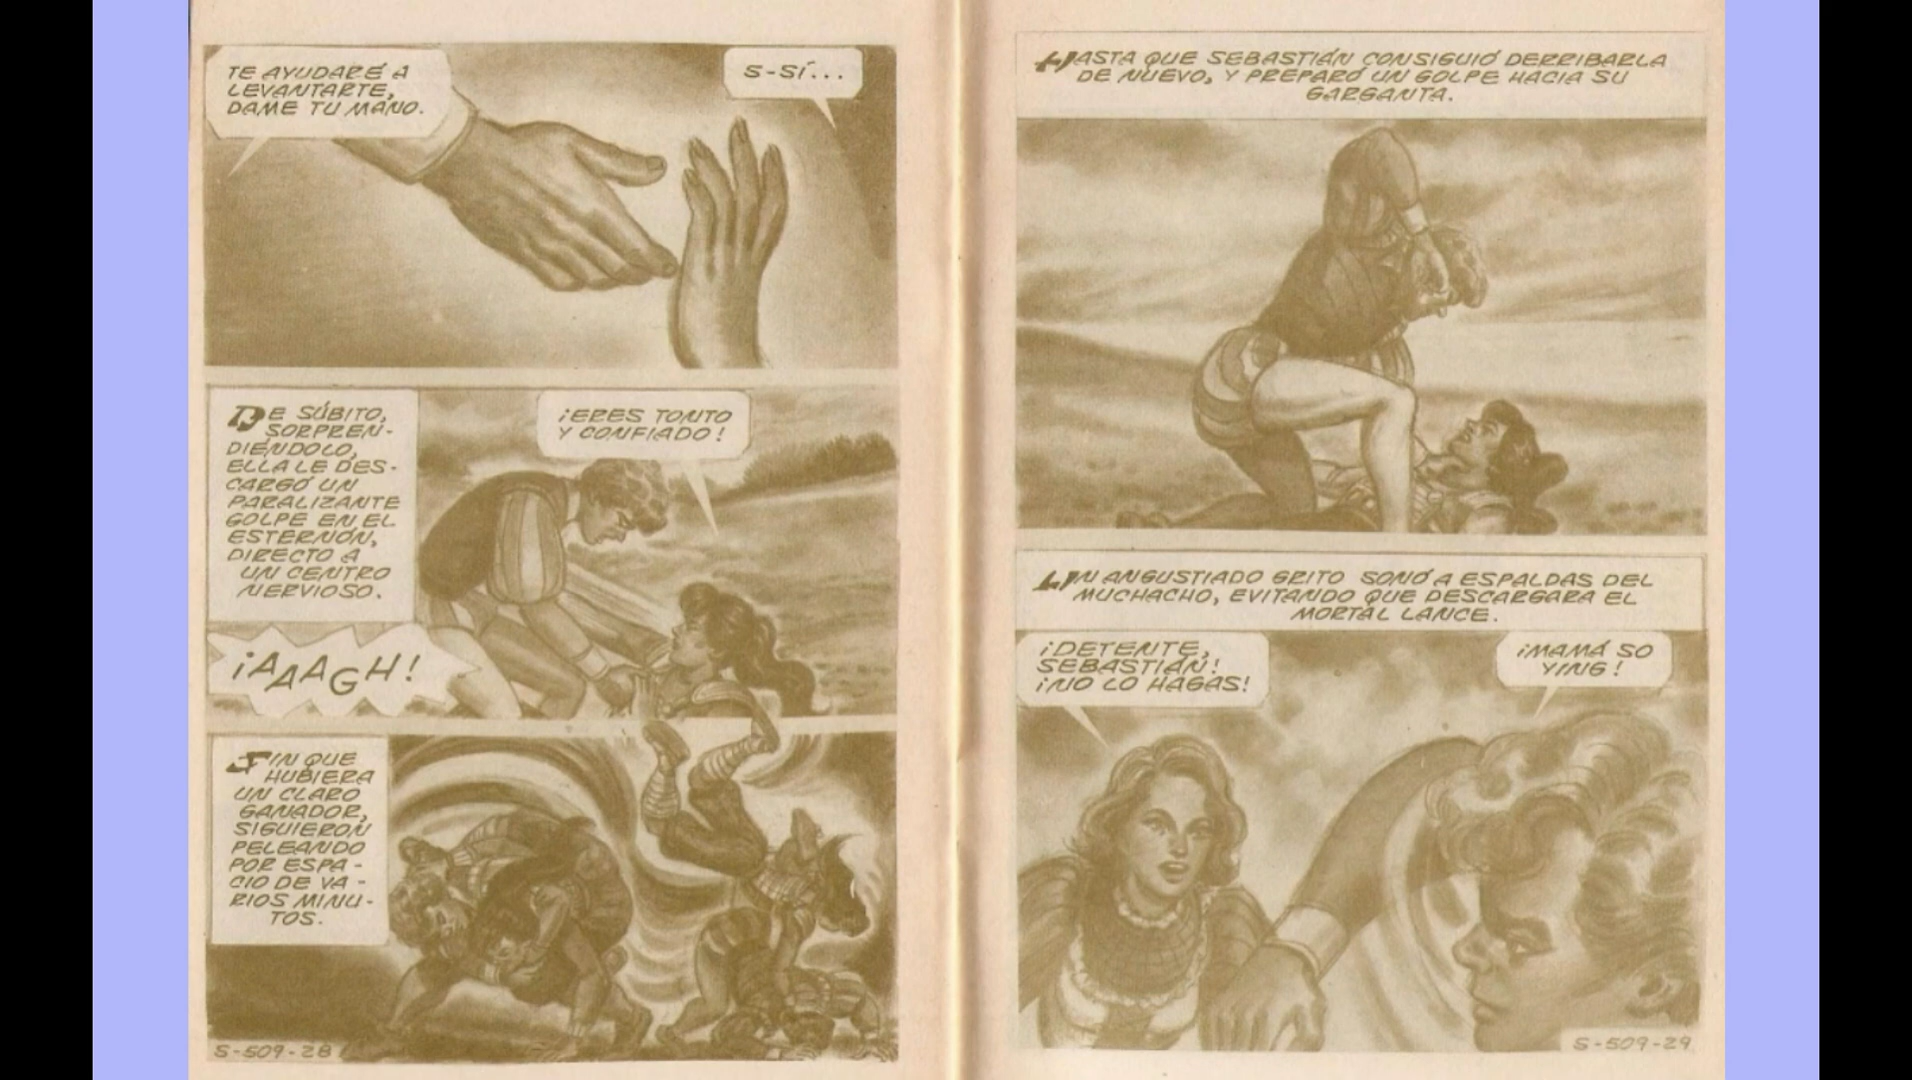 TE AYUDARÉ A
LEVANTARTE,
DAME TU MANO.
S-SÍ...
DE SÚBITO,
SORPREN-
DIÉNDOLO,
ELLA LE DES-
CARGÓ UN
PARALIZANTE
GOLPE EN EL
ESTERNÓN,
DIRECTO A
UN CENTRO
NERVIOSO.
¡ERES TONTO
Y CONFIADO!
¡AAAGH!
SIN QUE
HUBIERA
UN CLARO
GANADOR,
SIGUIERON
PELEANDO
POR ESPA-
CIO DE VA-
RIOS MINU-
TOS.
S-509-28
HASTA QUE SEBASTIÁN CONSIGUIÓ DERRIBARLA
DE NUEVO, Y PREPARÓ UN GOLPE HACIA SU
GARGANTA.
UN ANGUSTIADO GRITO SONÓ A ESPALDAS DEL
MUCHACHO, EVITANDO QUE DESCARGARA EL
MORTAL LANCE.
¡DETENTE,
SEBASTIÁN!
¡NO LO HAGAS!
¡MAMÁ SO
YING!
S-509-29